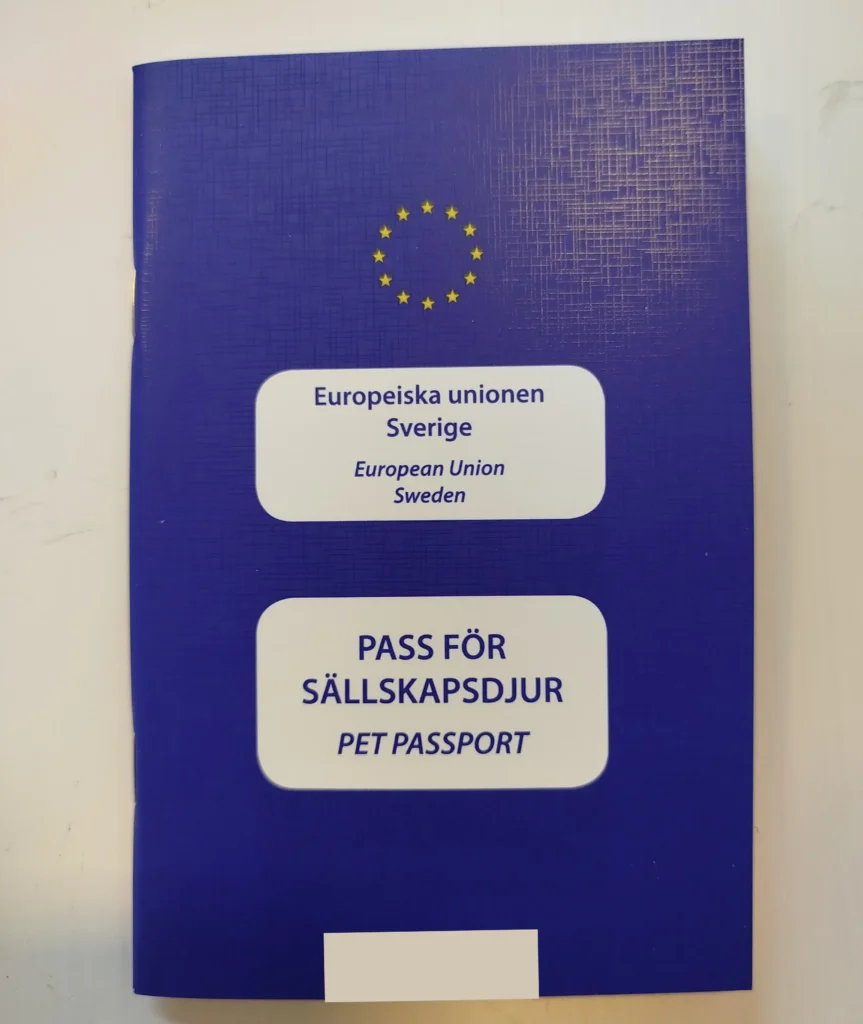 Europeiska unionen
Sverige
European Union
Sweden
PASS FÖR
SÄLLSKAPSDJUR
PET PASSPORT